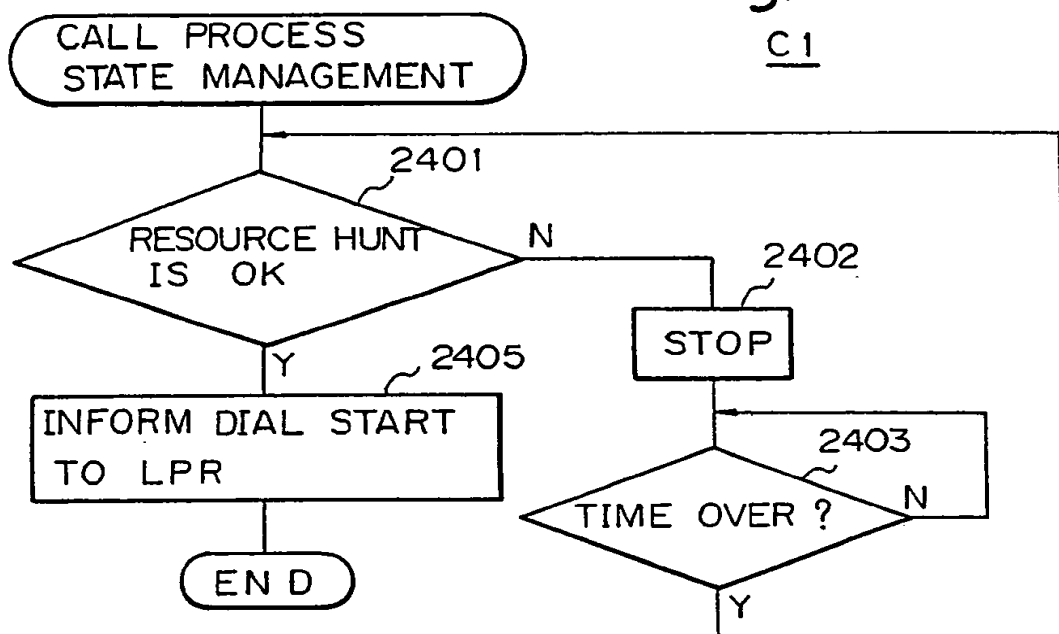 C1
CALL PROCESS
STATE MANAGEMENT
2401
RESOURCE HUNT
IS OK
N
2402
STOP
Y
2405
INFORM DIAL START
TO LPR
2403
TIME OVER ?
N
END
Y